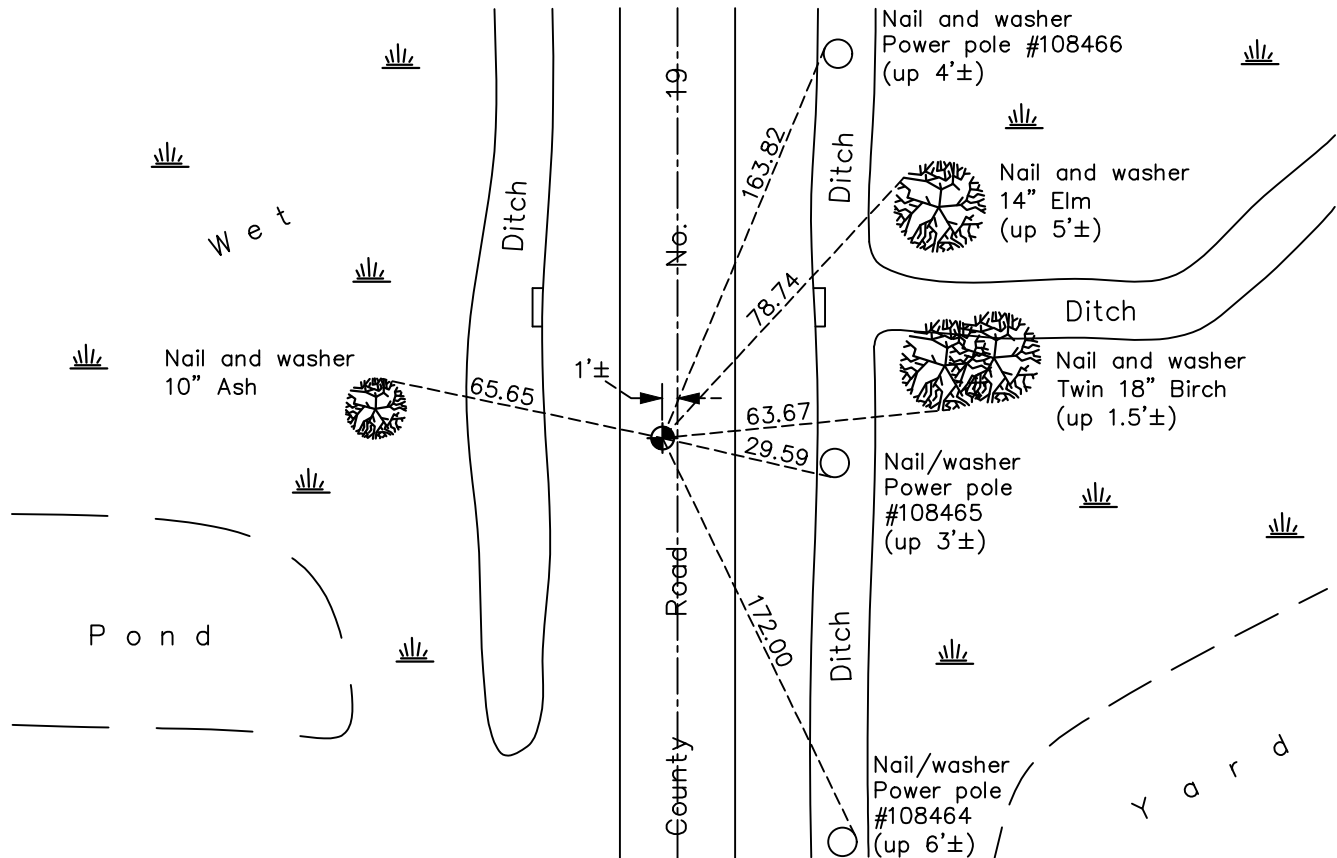 Nail and washer
Power pole #108466
(up 4'±)
County Road No. 19
Ditch
163.82
Ditch
Nail and washer
14" Elm
(up 5'±)
Wet
78.74
Ditch
Nail and washer
10" Ash
65.65
1'±
Nail and washer
Twin 18" Birch
(up 1.5'±)
63.67
29.59
Nail/washer
Power pole
#108465
(up 3'±)
Pond
172.00
Ditch
Nail/washer
Power pole
#108464
(up 6'±)
Yard